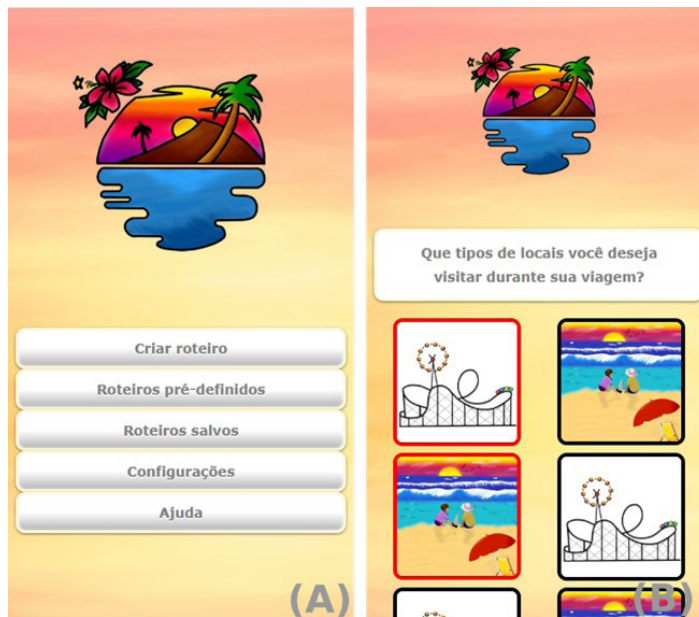 Criar roteiro
Roteiros pré-definidos
Roteiros salvos
Configurações
Ajuda
(A)
Que tipos de locais você deseja
visitar durante sua viagem?
(B)